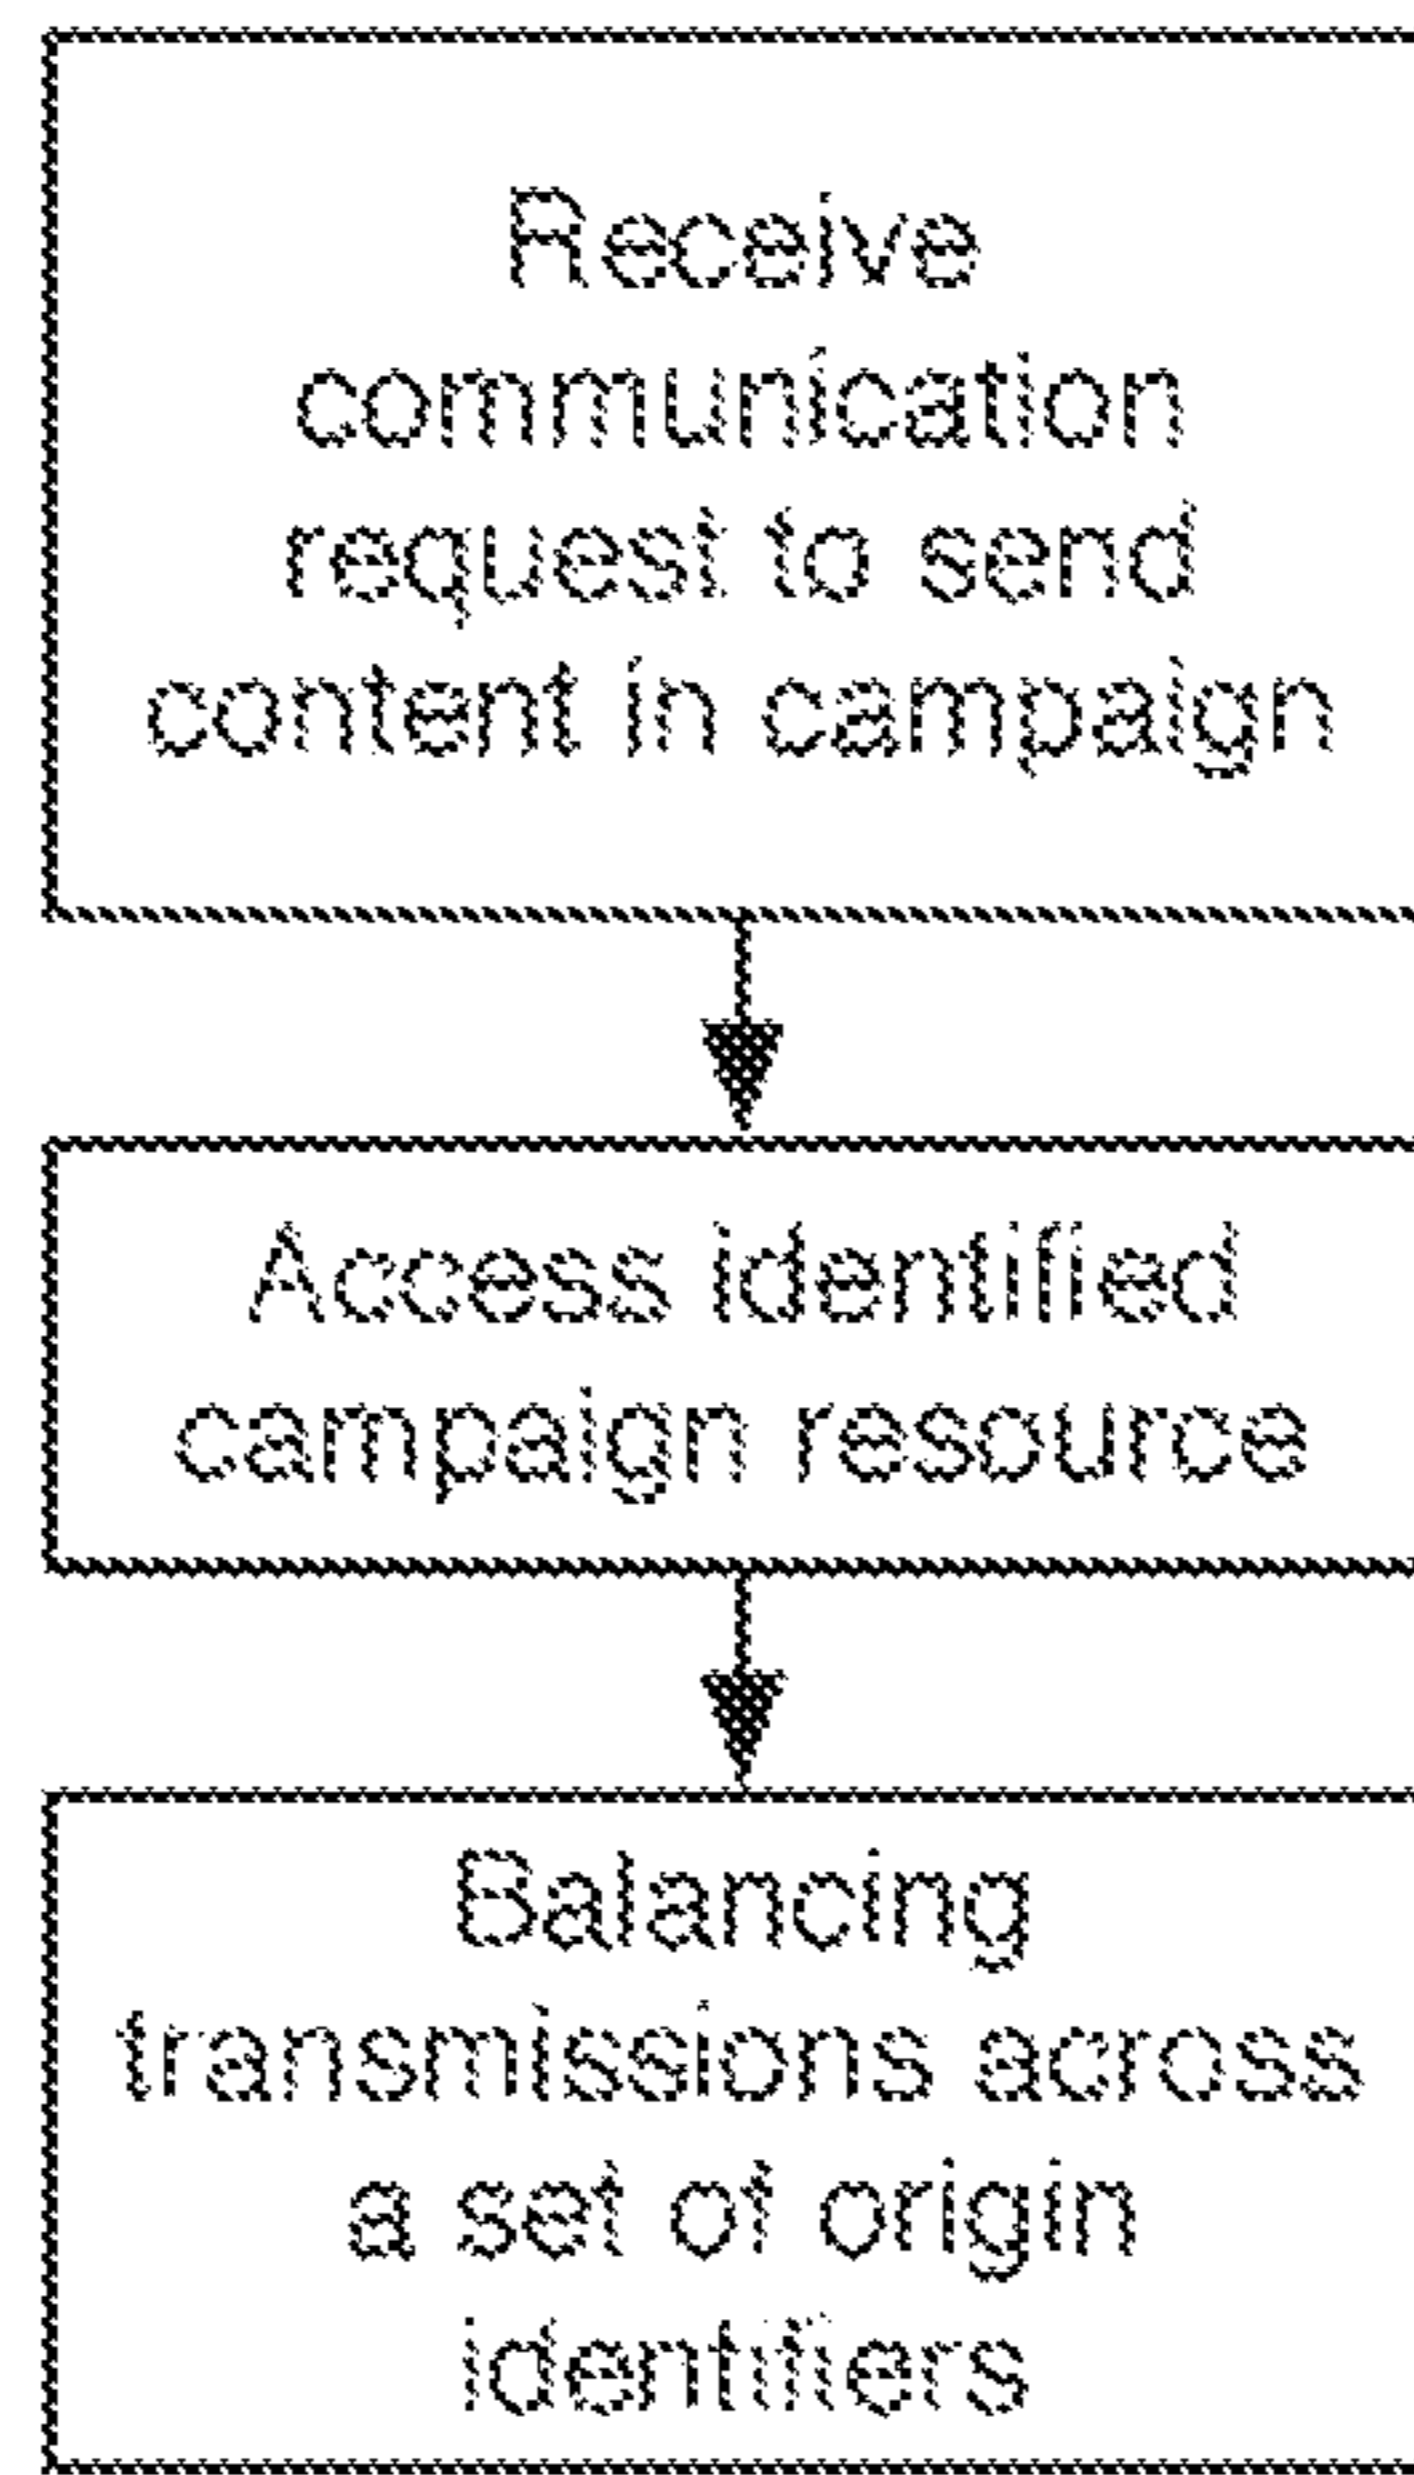 Receive
communication
request to send
content in campaign
Access identified
campaign resource
Balancing
transmissions across
a set of origin
identifiers